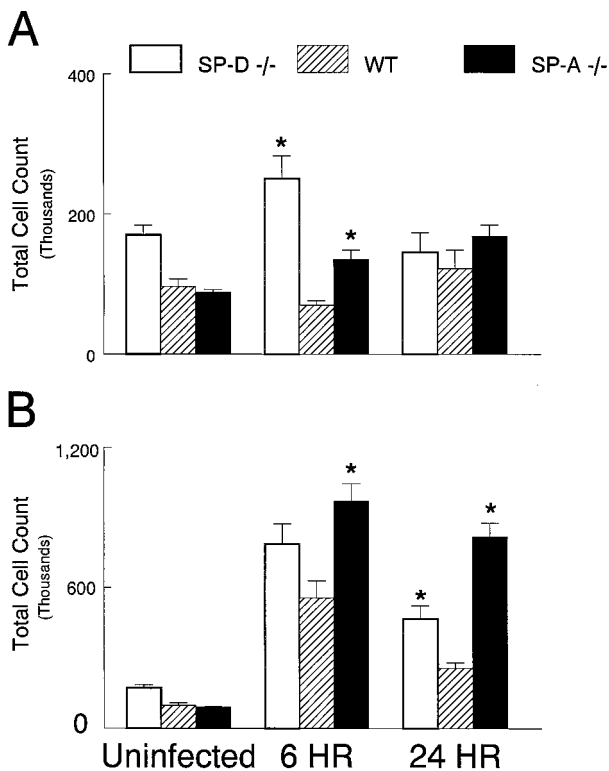 A
SP-D -/- WT SP-A -/-
400
200
0
Total Cell Count
(Thousands)
*
*
B
1,200
600
0
Total Cell Count
(Thousands)
*
*
*
Uninfected 6 HR 24 HR